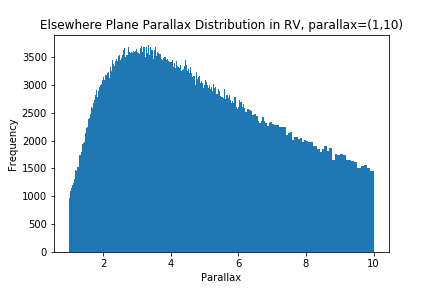 Elsewhere Plane Parallax Distribution in RV, parallax=(1,10)
3500
3000
2500
2000
1500
1000
500
0
Frequency
2 4 6 8 10
Parallax